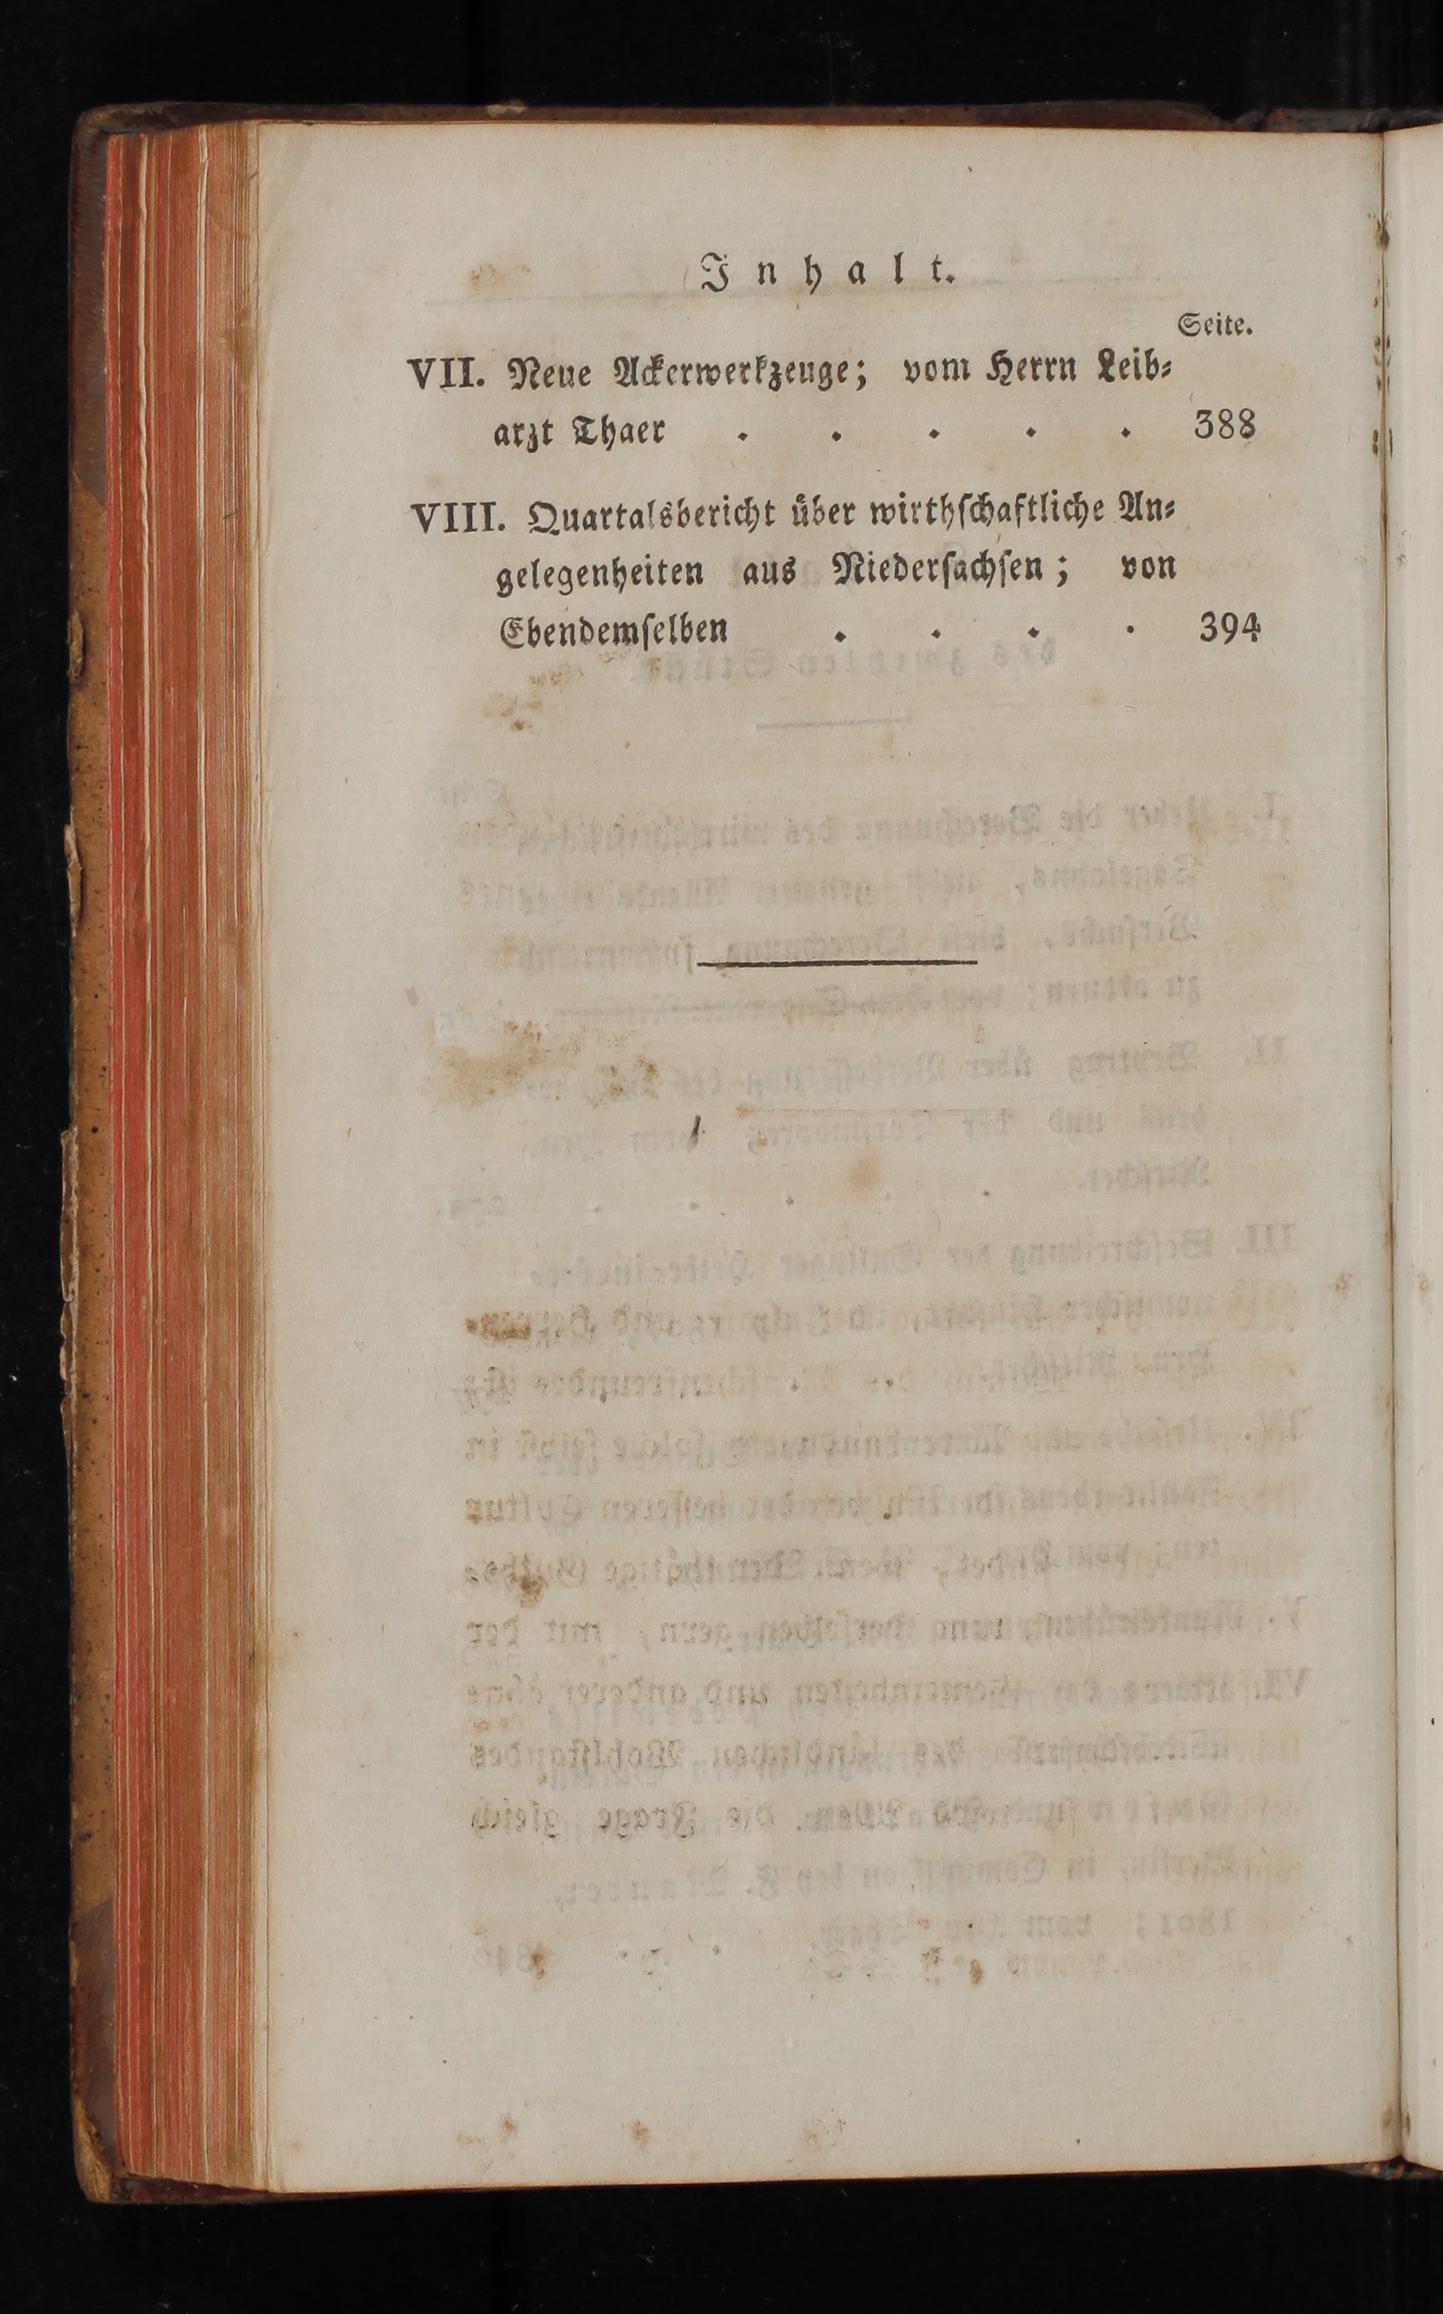 Inhalt.
Seite.
VII. Neue Ackerwerkzeuge; vom Herrn Leib⸗
arzt Thaer . . . . . 388
VIII. Quartalsbericht über wirthſchaftliche An⸗
gelegenheiten aus Niederſachſen; von
Ebendemſelben . . . . 394